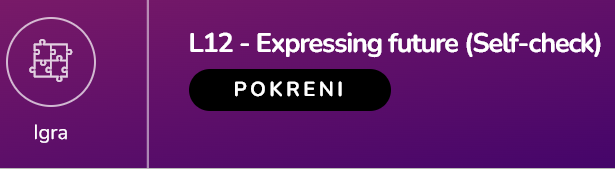 L12 - Expressing future (Self-check)
POKRENI
Igra